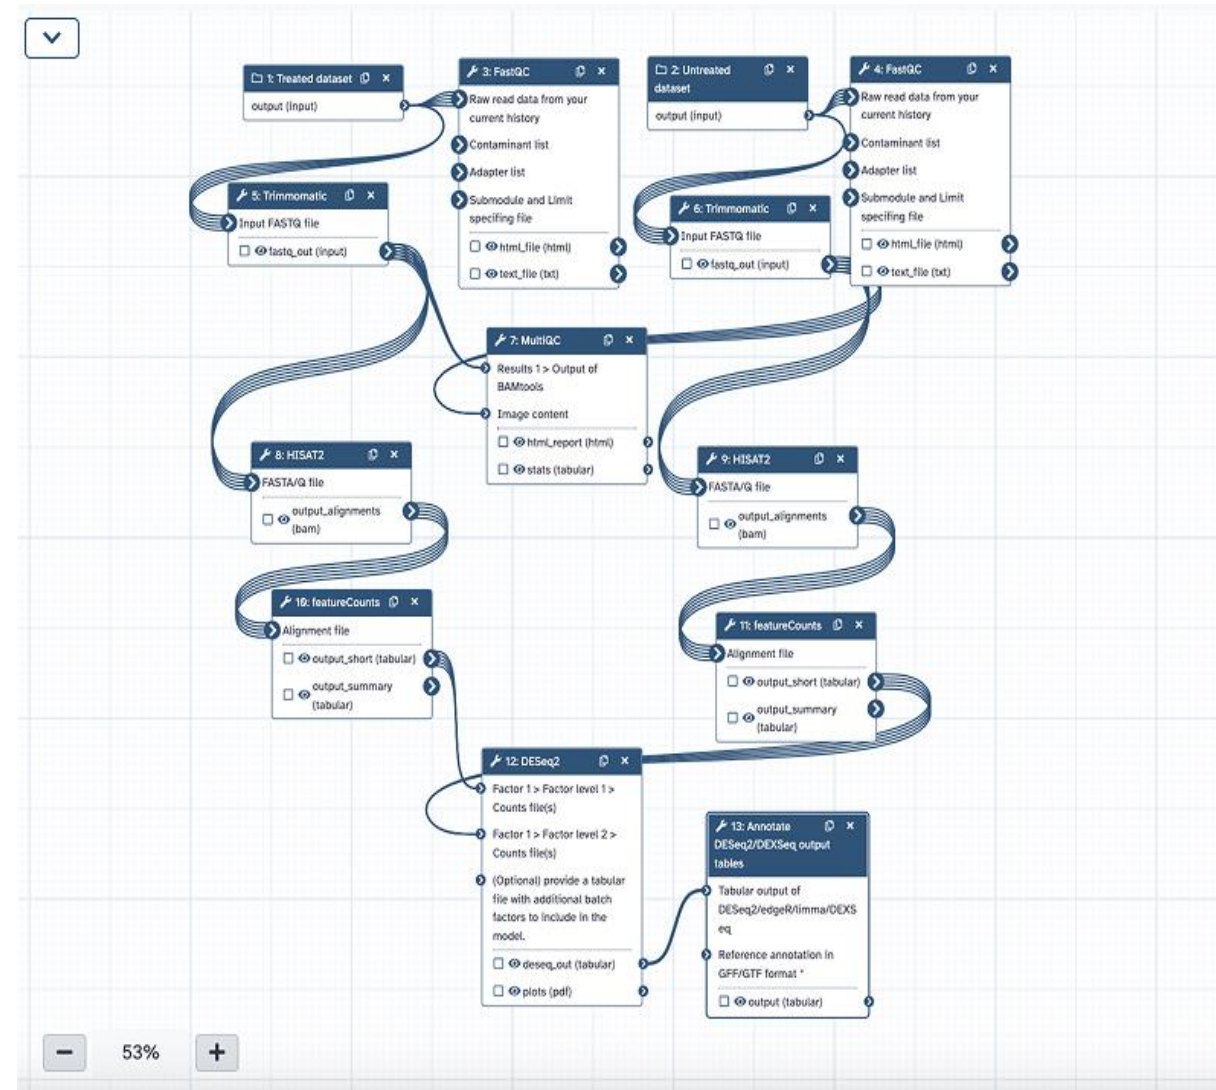 1: Treated dataset
output (input)
3: FastQC
Raw read data from your
current history
Contaminant list
Adapter list
Submodule and Limit
specifing file
html_file (html)
text_file (txt)
2: Untreated
dataset
output (input)
4: FastQC
Raw read data from your
current history
Contaminant list
Adapter list
Submodule and Limit
specifing file
html_file (html)
text_file (txt)
5: Trimmomatic
Input FASTQ file
fastq_out (input)
6: Trimmomatic
Input FASTQ file
fastq_out (input)
7: MultiQC
Results 1 > Output of
BAMtools
Image content
html_report (html)
stats (tabular)
8: HISAT2
FASTA/Q file
output_alignments
(bam)
9: HISAT2
FASTA/Q file
output_alignments
(bam)
10: featureCounts
Alignment file
output_short (tabular)
output_summary
(tabular)
11: featureCounts
Alignment file
output_short (tabular)
output_summary
(tabular)
12: DESeq2
Factor 1 > Factor level 1 >
Counts file(s)
Factor 1 > Factor level 2 >
Counts file(s)
(Optional) provide a tabular
file with additional batch
factors to include in the
model.
deseq_out (tabular)
plots (pdf)
13: Annotate
DESeq2/DEXSeq output
tables
Tabular output of
DESeq2/edgeR/limma/DEXS
eq
Reference annotation in
GFF/GTF format *
output (tabular)
53%